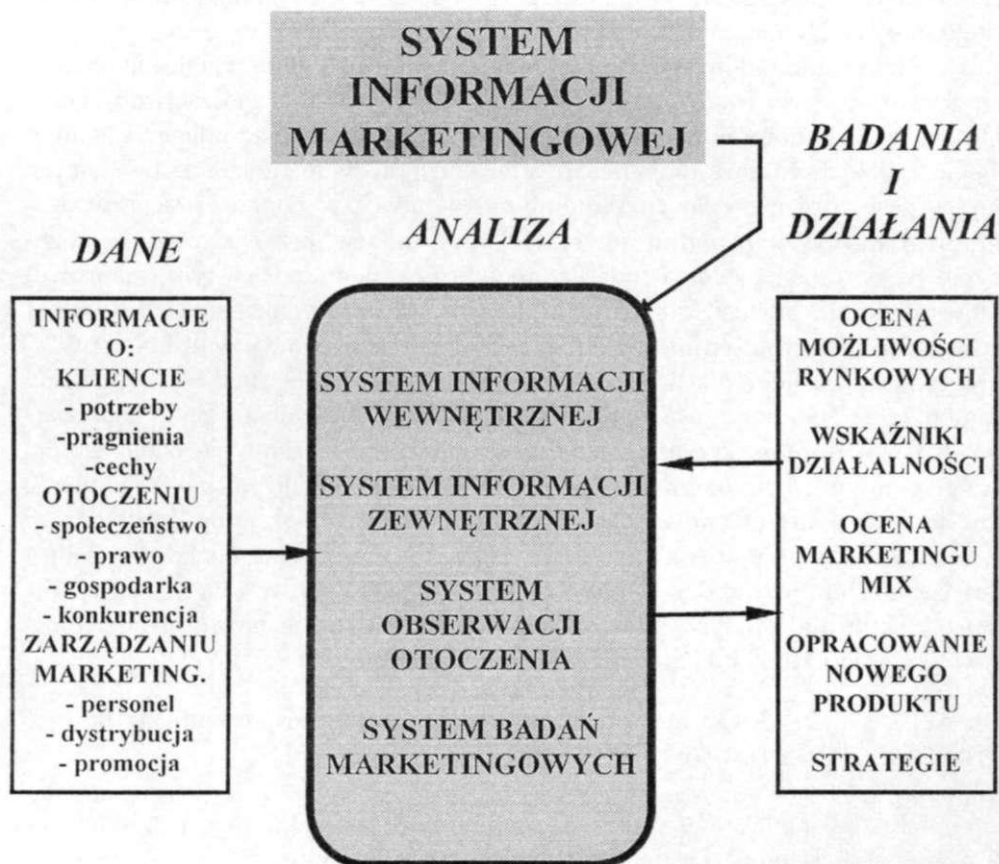 SYSTEM
INFORMACJI
MARKETINGOWEJ
DANE
ANALIZA
BADANIA
I
DZIAŁANIA
INFORMACJE
O:
KLIENCIE
- potrzeby
-pragnienia
-cechy
OTOCZENIU
- społeczeństwo
- prawo
- gospodarka
- konkurencja
ZARZĄDZANIU
MARKETING.
- personel
- dystrybucja
- promocja
SYSTEM INFORMACJI
WEWNĘTRZNEJ
SYSTEM INFORMACJI
ZEWNĘTRZNEJ
SYSTEM
OBSERWACJI
OTOCZENIA
SYSTEM BADAŃ
MARKETINGOWYCH
OCENA
MOŻLIWOŚCI
RYNKOWYCH
WSKAŹNIKI
DZIAŁALNOŚCI
OCENA
MARKETINGU
MIX
OPRACOWANIE
NOWEGO
PRODUKTU
STRATEGIE